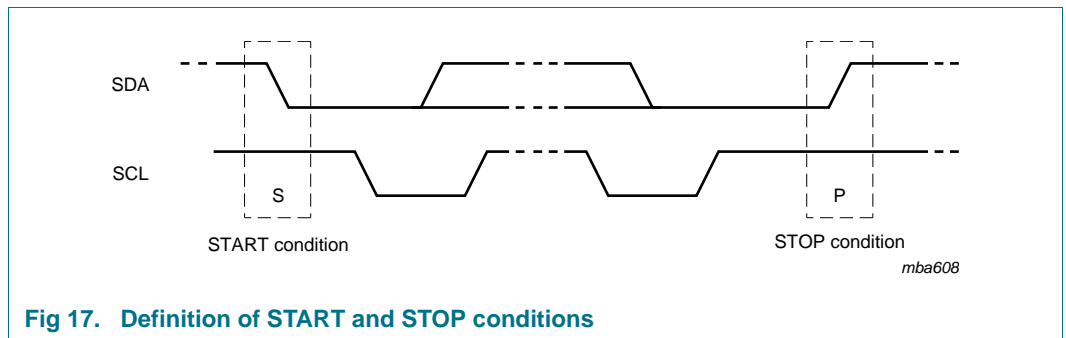 SDA
SCL
S
P
START condition
STOP condition
mba608
Fig 17. Definition of START and STOP conditions